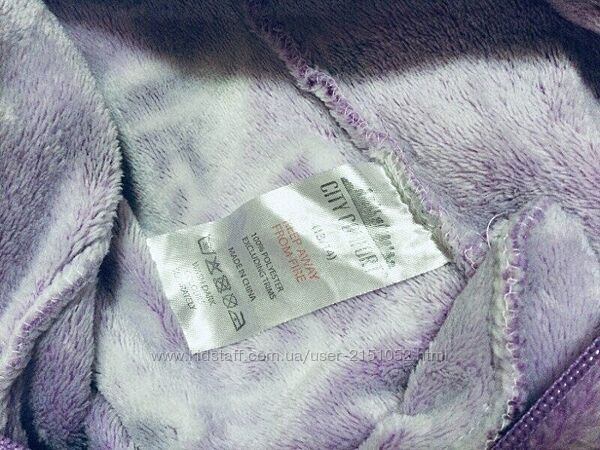 CITY COMFORT
KEEP AWAY
FROM FIRE
100% POLYESTER
EXCLUDING TRIMS
MADE IN CHINA
DARK
www.kidstaff.com.ua/user-2151052.html